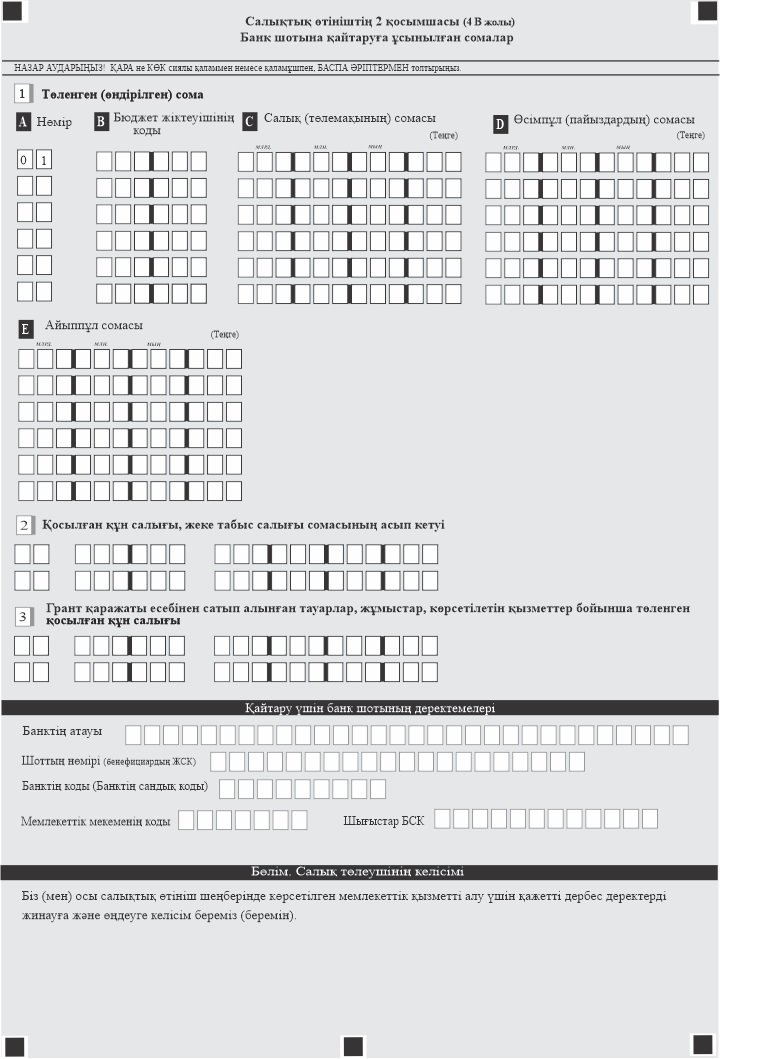 Салықтық өтініштің 2 қосымшасы (4 В жолы)
Банк шотына қайтаруға ұсынылған сомалар
НАЗАР АУДАРЫҢЫЗ! ҚАРА не КӨК сиялы қаламмен немесе қаламұшпен, БАСПА ӘРІПТЕРМЕН толтырыңыз.
1 Төленген (өндірілген) сома
A Нөмір
B Бюджет жіктеуішінің
коды
C Салық (төлемақының) сомасы
(Теңге)
D Өсімпұл (пайыздардың) сомасы
(Теңге)
млрд. млн. мың
млрд. млн. мың
0 1
E Айыппұл сомасы
(Теңге)
млрд. млн. мың
2 Қосылған құн салығы, жеке табыс салығы сомасының асып кетуі
3 Грант қаражаты есебінен сатып алынған тауарлар, жұмыстар, көрсетілетін қызметтер бойынша төленген
қосылған құн салығы
Қайтару үшін банк шотының деректемелері
Банктің атауы
Шоттың нөмірі (бенефициардың ЖСК)
Банктің коды (Банктің сандық коды)
Мемлекеттік мекеменің коды Шығыстар БСК
Бөлім. Салық төлеушінің келісімі
Біз (мен) осы салықтық өтініш шеңберінде көрсетілген мемлекеттік қызметті алу үшін қажетті дербес деректерді
жинауға және өңдеуге келісім береміз (беремін).